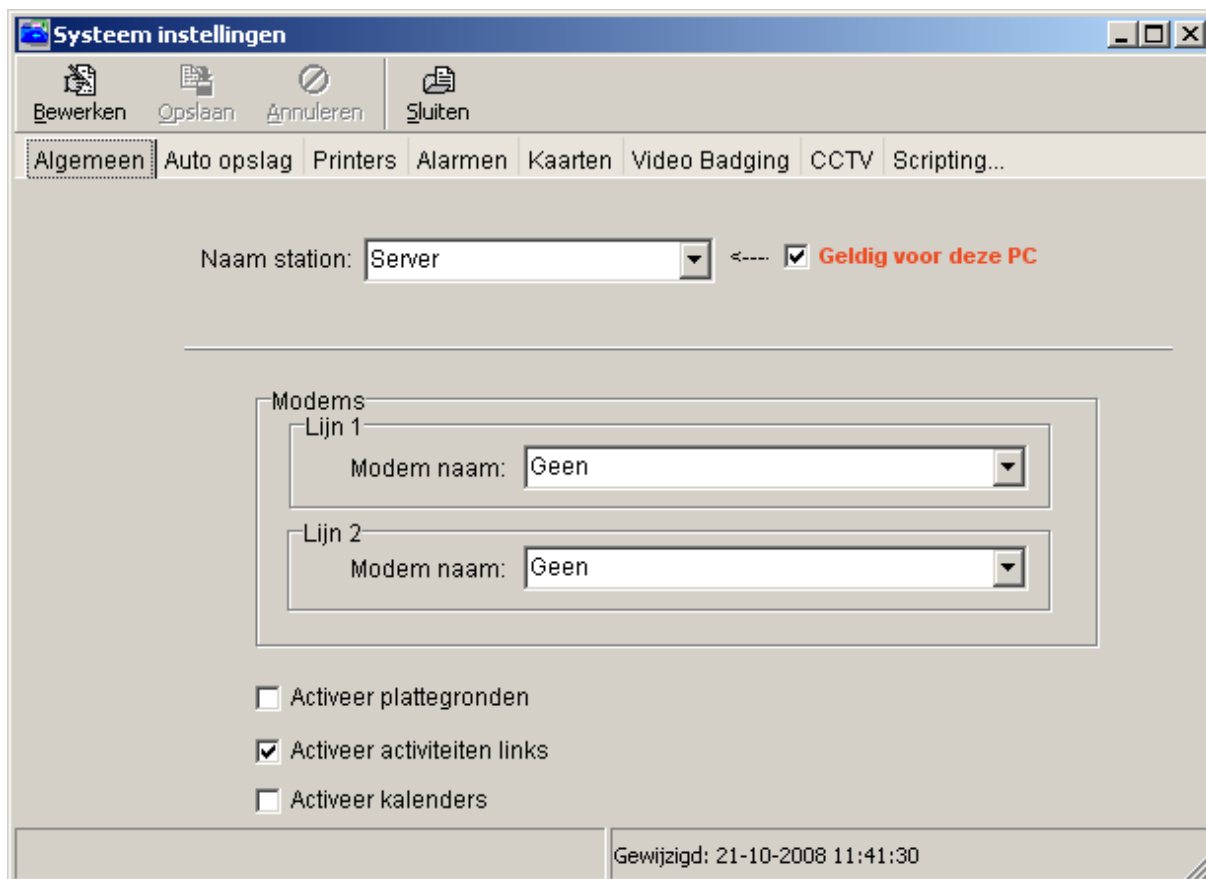 Systeem instellingen
Bewerken Opslaan Annuleren Sluiten
Algemeen Auto opslag Printers Alarmen Kaarten Video Badging CCTV Scripting...
Naam station: Server <---- Geldig voor deze PC
Modems
Lijn 1
Modem naam: Geen
Lijn 2
Modem naam: Geen
Activeer plattegronden
Activeer activiteiten links
Activeer kalenders
Gewijzigd: 21-10-2008 11:41:30